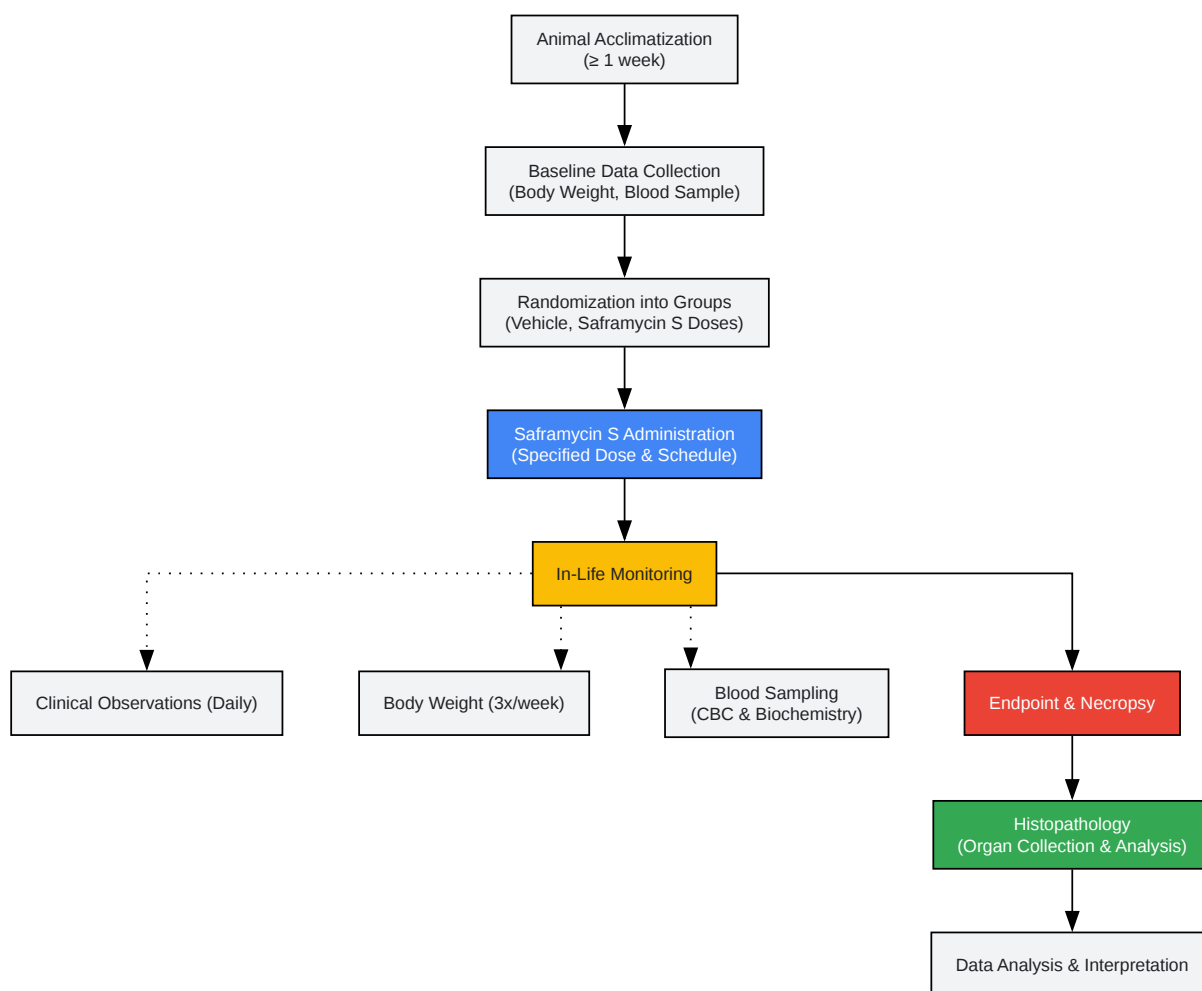 Animal Acclimatization
(≥ 1 week)
Baseline Data Collection
(Body Weight, Blood Sample)
Randomization into Groups
(Vehicle, Saframycin S Doses)
Saframycin S Administration
(Specified Dose & Schedule)
In-Life Monitoring
Clinical Observations (Daily)
Body Weight (3x/week)
Blood Sampling
(CBC & Biochemistry)
Endpoint & Necropsy
Histopathology
(Organ Collection & Analysis)
Data Analysis & Interpretation